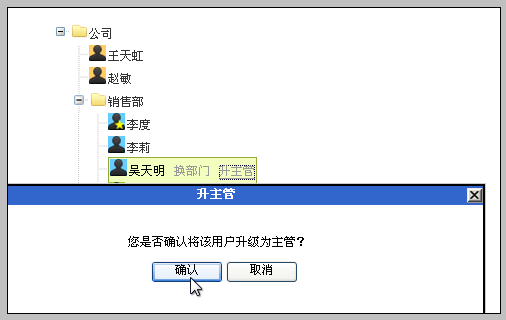 公司
王天虹
赵敏
销售部
李度
李莉
吴天明 换部门 升主管
升主管
您是否确认将该用户升级为主管？
确认 取消